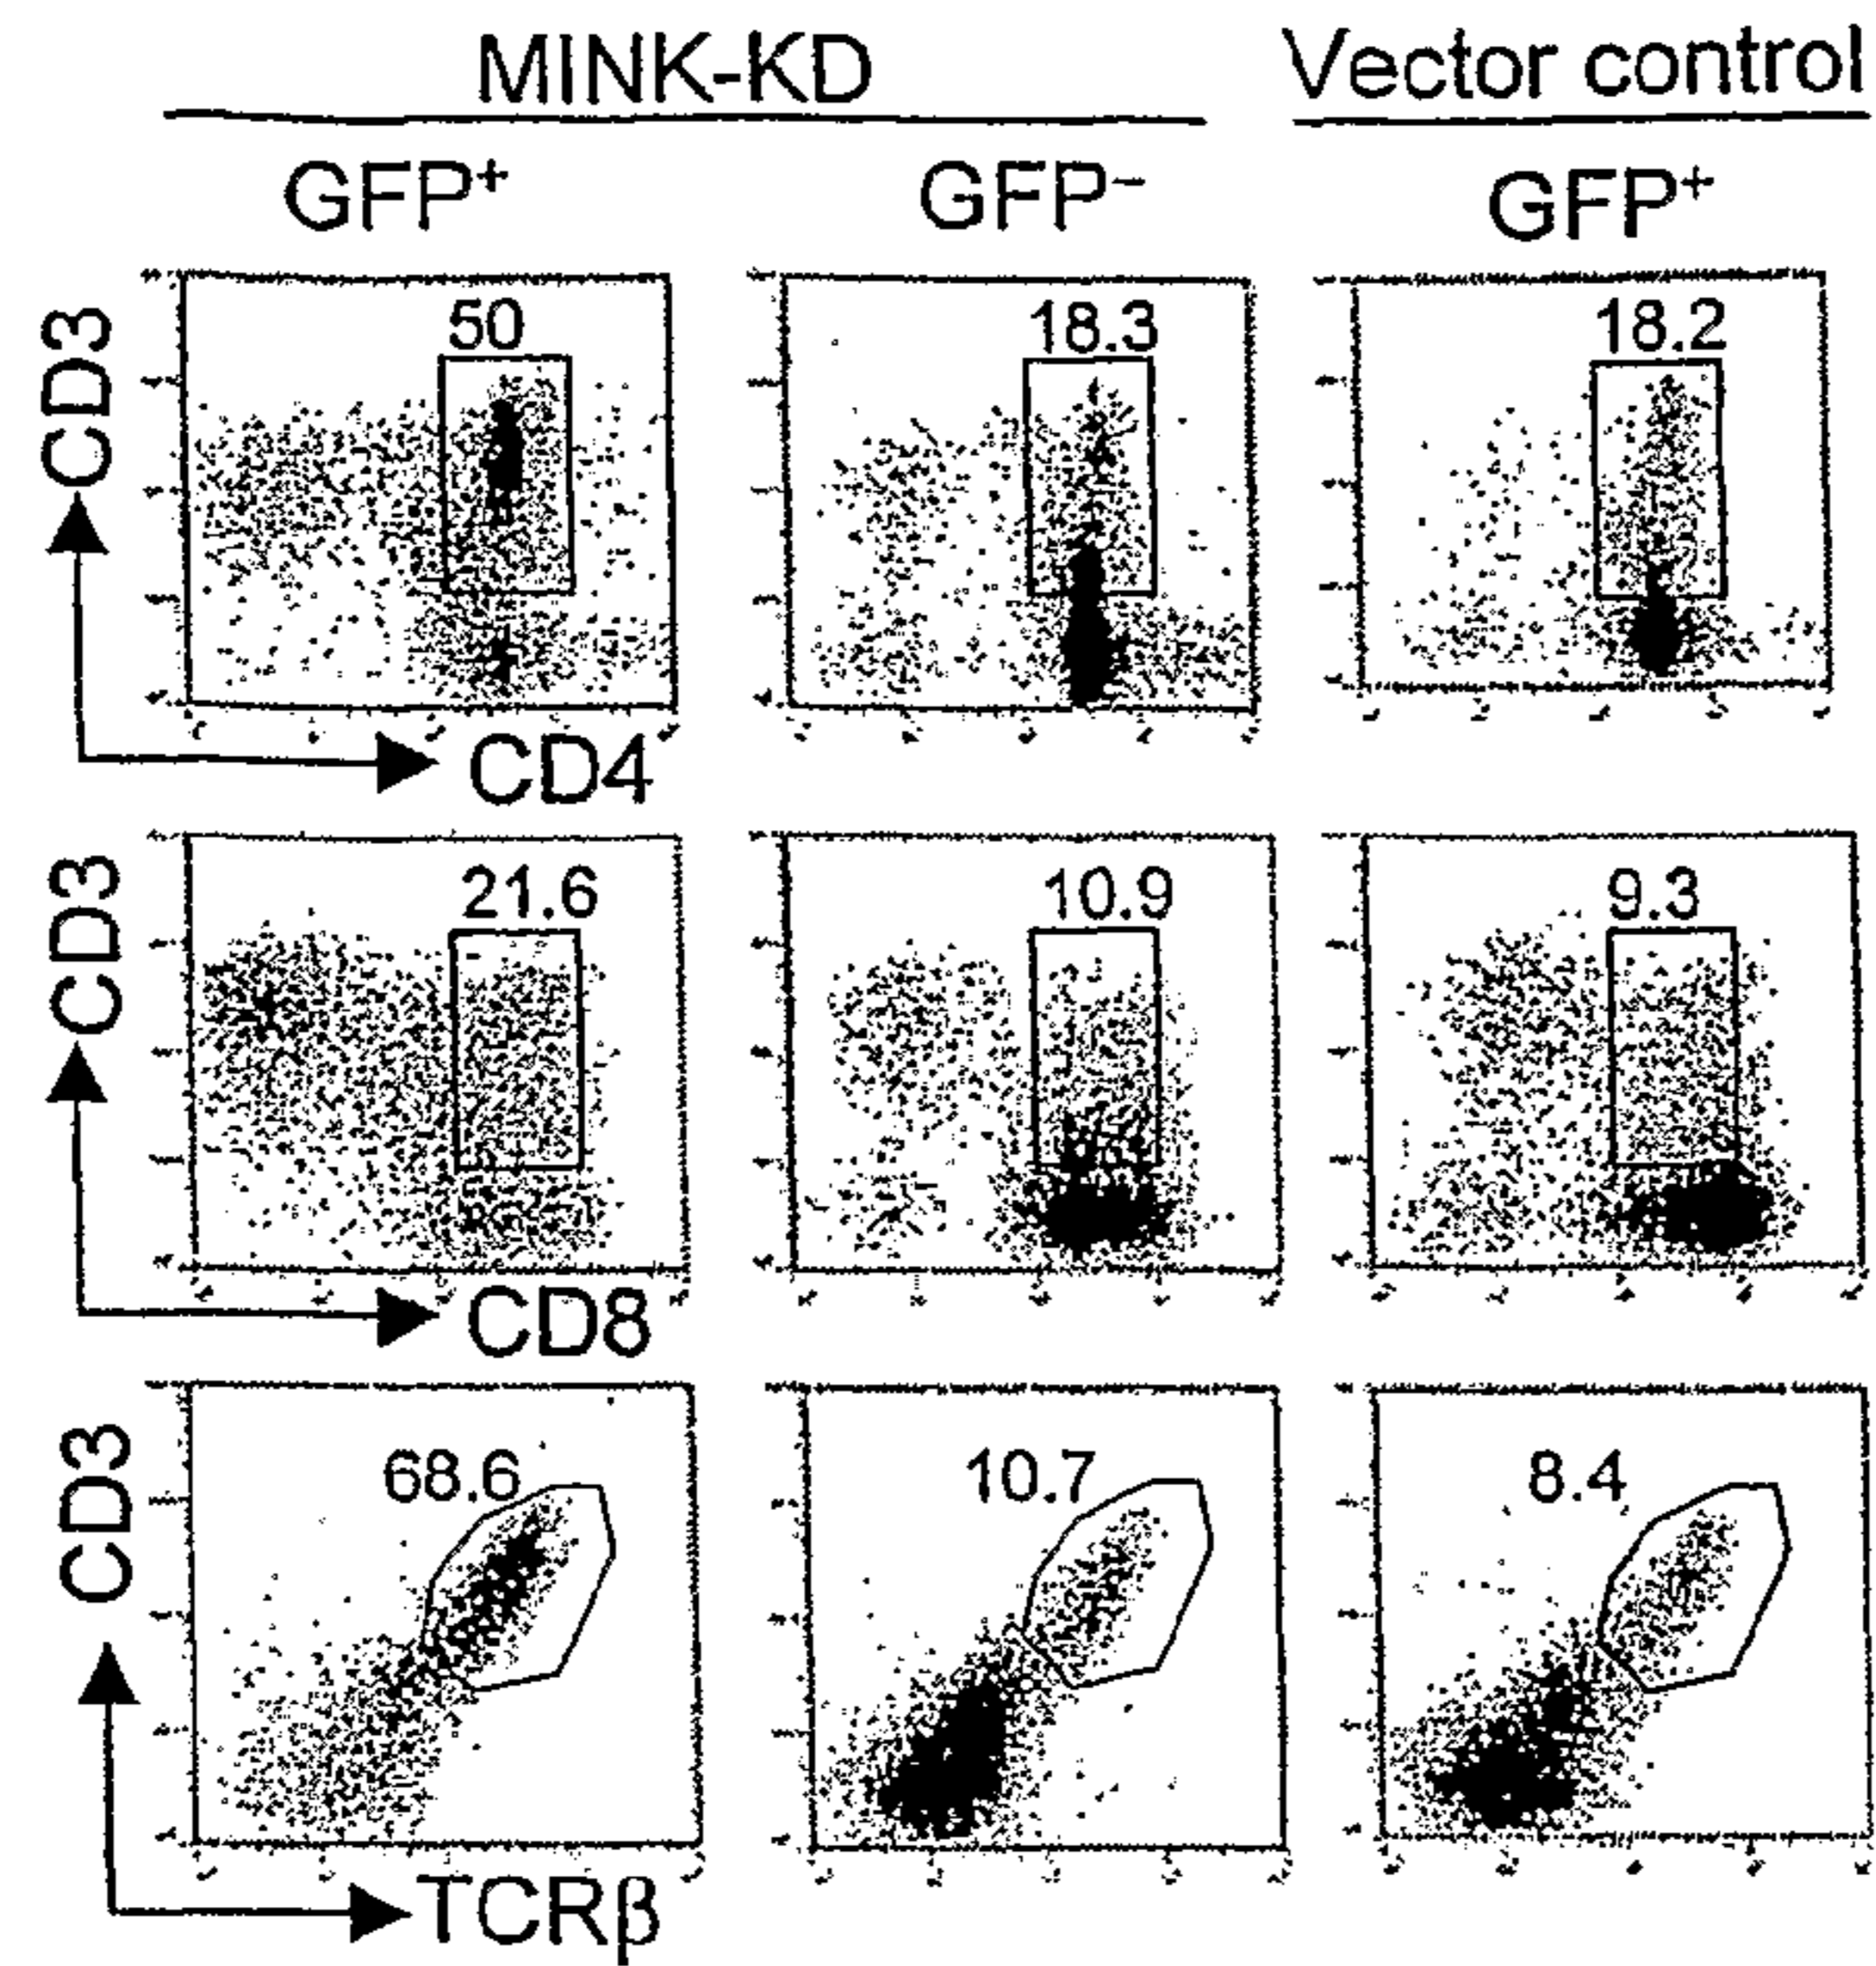 MINK-KD Vector control
GFP⁺ GFP⁻ GFP⁺
50 18.3 18.2
CD3
CD4
21.6 10.9 9.3
CD3
CD8
68.6 10.7 8.4
CD3
TCRβ